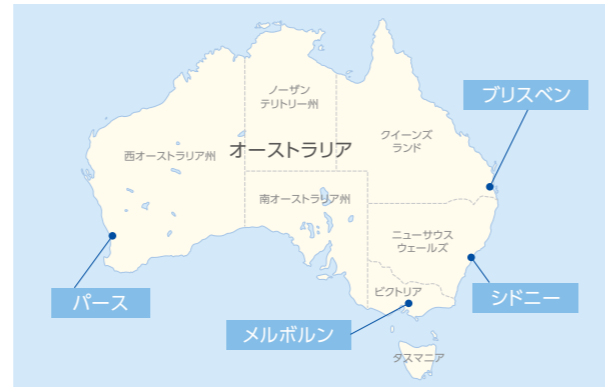 ノーザン
テリトリー州
ブリスベン
クイーンズ
ランド
西オーストラリア州
オーストラリア
南オーストラリア州
ニューサウス
ウェールズ
パース
ビクトリア
シドニー
メルボルン
タスマニア